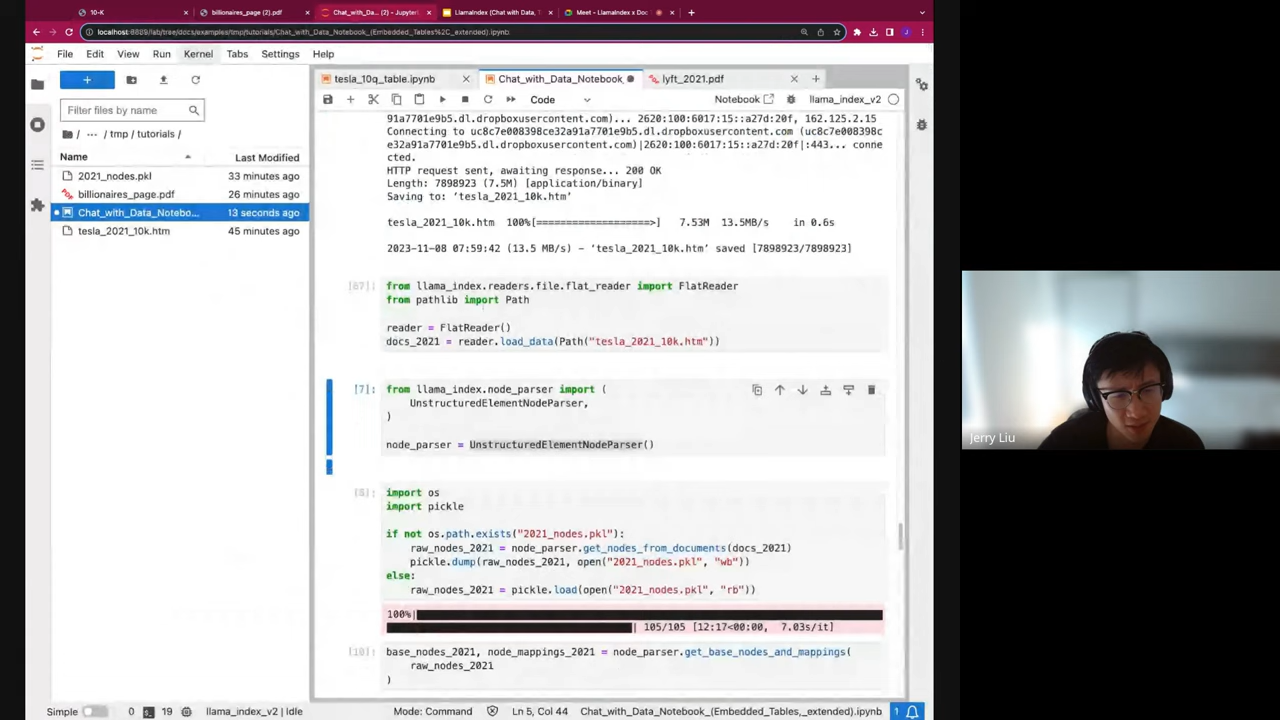 10-K
billionaires_page (2).pdf
Chat_with_Da... (2) - Jupyter
LlamaIndex (Chat with Data, T
Meet - LlamaIndex x Doc
localhost:8889/lab/tree/docs/examples/tmp/tutorials/Chat_with_Data_Notebook_(Embedded_Tables%2C_extended).ipynb
File Edit View Run Kernel Tabs Settings Help
Filter files by name
/ ... / tmp / tutorials /
Name Last Modified
2021_nodes.pkl 33 minutes ago
billionaires_page.pdf 26 minutes ago
Chat_with_Data_Notebo... 13 seconds ago
tesla_2021_10k.htm 45 minutes ago
tesla_10q_table.ipynb
Chat_with_Data_Notebook_
lyft_2021.pdf
Code
Notebook
llama_index_v2
91a7701e9b5.dl.dropboxusercontent.com)... 2620:100:6017:15::a27d:20f, 162.125.2.15
Connecting to uc8c7e008398ce32a91a7701e9b5.dl.dropboxusercontent.com (uc8c7e008398c
e32a91a7701e9b5.dl.dropboxusercontent.com)|2620:100:6017:15::a27d:20f|:443... conne
cted.
HTTP request sent, awaiting response... 200 OK
Length: 7898923 (7.5M) [application/binary]
Saving to: ‘tesla_2021_10k.htm’
tesla_2021_10k.htm 100%[===================>] 7.53M 13.5MB/s in 0.6s
2023-11-08 07:59:42 (13.5 MB/s) - ‘tesla_2021_10k.htm’ saved [7898923/7898923]
[67]:
from llama_index.readers.file.flat_reader import FlatReader
from pathlib import Path
reader = FlatReader()
docs_2021 = reader.load_data(Path("tesla_2021_10k.htm"))
[7]:
from llama_index.node_parser import (
UnstructuredElementNodeParser,
)
node_parser = UnstructuredElementNodeParser()
[8]:
import os
import pickle
if not os.path.exists("2021_nodes.pkl"):
raw_nodes_2021 = node_parser.get_nodes_from_documents(docs_2021)
pickle.dump(raw_nodes_2021, open("2021_nodes.pkl", "wb"))
else:
raw_nodes_2021 = pickle.load(open("2021_nodes.pkl", "rb"))
100%|
| 105/105 [12:17<00:00, 7.03s/it]
[10]:
base_nodes_2021, node_mappings_2021 = node_parser.get_base_nodes_and_mappings(
raw_nodes_2021
)
Simple 0 19 llama_index_v2 | Idle
Mode: Command Ln 5, Col 44 Chat_with_Data_Notebook_(Embedded_Tables,_extended).ipynb 1
Jerry Liu